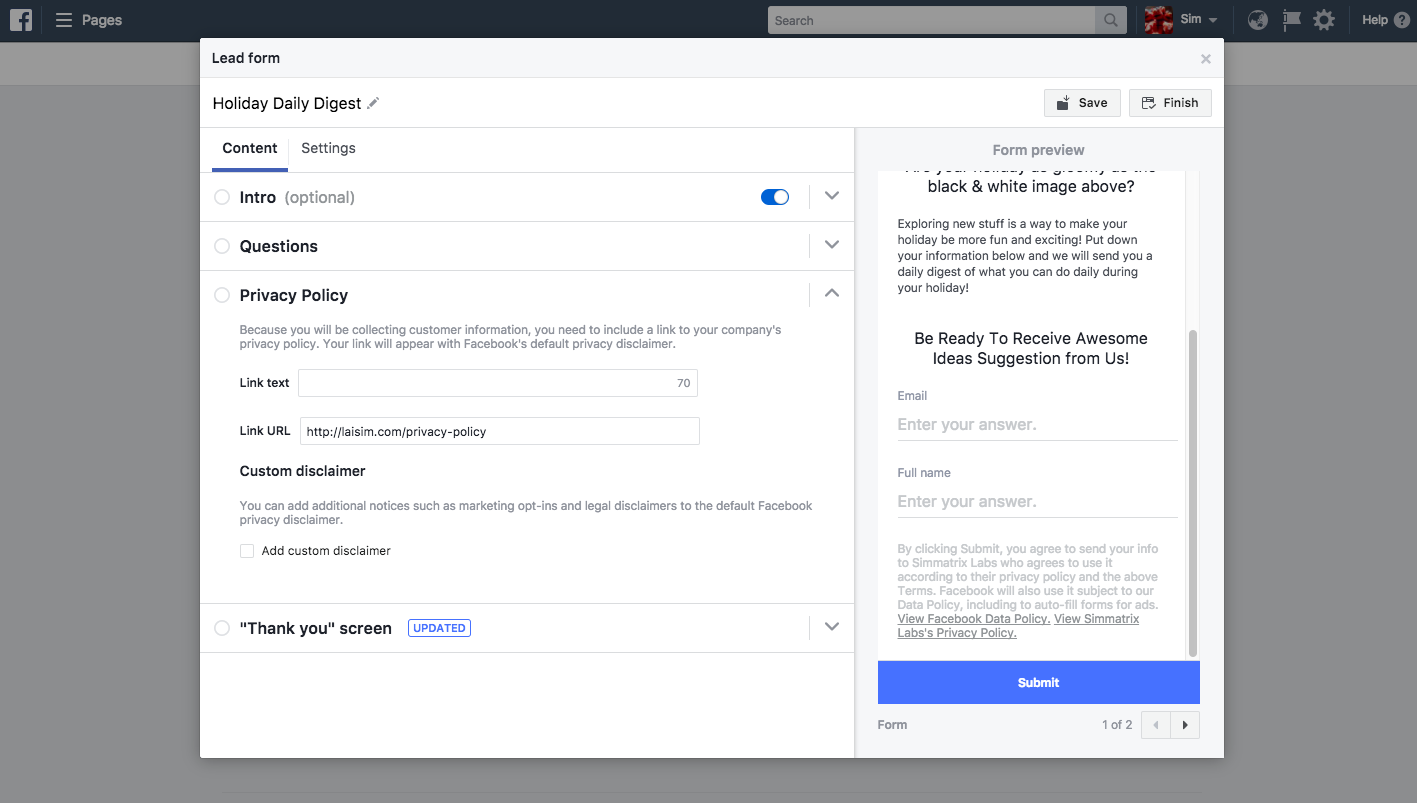 f
Pages
Search
Sim
Help ?
Lead form
×
Holiday Daily Digest
Save
Finish
Content
Settings
Intro (optional)
Questions
Privacy Policy
Because you will be collecting customer information, you need to include a link to your company's
privacy policy. Your link will appear with Facebook's default privacy disclaimer.
Link text
70
Link URL
http://laisim.com/privacy-policy
Custom disclaimer
You can add additional notices such as marketing opt-ins and legal disclaimers to the default Facebook
privacy disclaimer.
Add custom disclaimer
"Thank you" screen UPDATED
Form preview
Are your holiday as gloomy as the
black & white image above?
Exploring new stuff is a way to make your
holiday be more fun and exciting! Put down
your information below and we will send you a
daily digest of what you can do daily during
your holiday!
Be Ready To Receive Awesome
Ideas Suggestion from Us!
Email
Enter your answer.
Full name
Enter your answer.
By clicking Submit, you agree to send your info
to Simmatrix Labs who agrees to use it
according to their privacy policy and the above
Terms. Facebook will also use it subject to our
Data Policy, including to auto-fill forms for ads.
View Facebook Data Policy. View Simmatrix
Labs's Privacy Policy.
Submit
Form
1 of 2